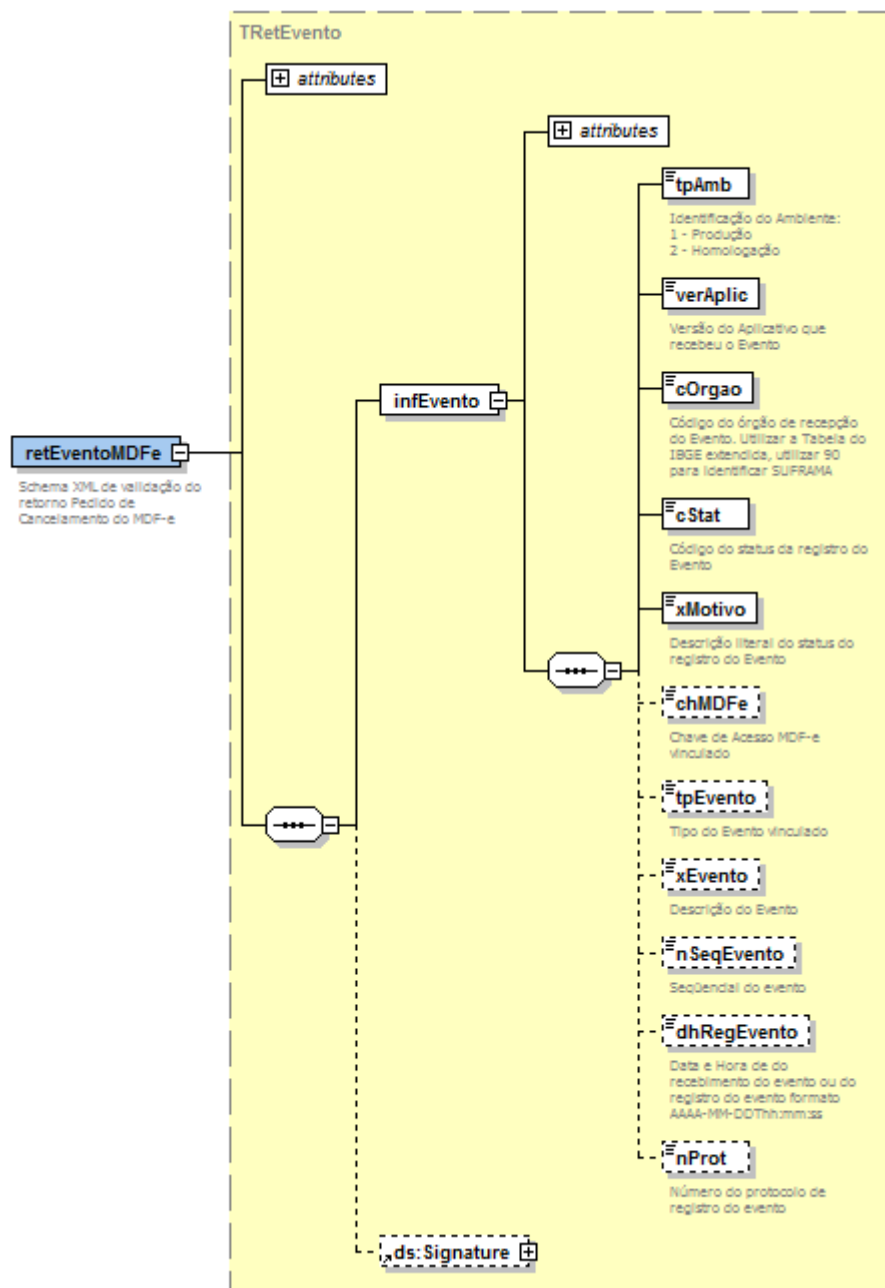 TRetEvento
attributes
attributes
tpAmb
Identificação do Ambiente:
1 - Produção
2 - Homologação
verAplic
Versão do Aplicativo que
recebeu o Evento
infEvento
cOrgao
Código do órgão de recepção
do Evento. Utilizar a Tabela do
IBGE extendida, utilizar 90
para identificar SUFRAMA
retEventoMDFe
Schema XML de validação do
retorno Pedido de
Cancelamento do MDF-e
cStat
Código do status da registro do
Evento
xMotivo
Descrição literal do status do
registro do Evento
chMDFe
Chave de Acesso MDF-e
vinculado
tpEvento
Tipo do Evento vinculado
xEvento
Descrição do Evento
nSeqEvento
Seqüencial do evento
dhRegEvento
Data e Hora de do
recebimento do evento ou do
registro do evento formato
AAAA-MM-DDThh:mm:ss
nProt
Número do protocolo de
registro do evento
ds:Signature